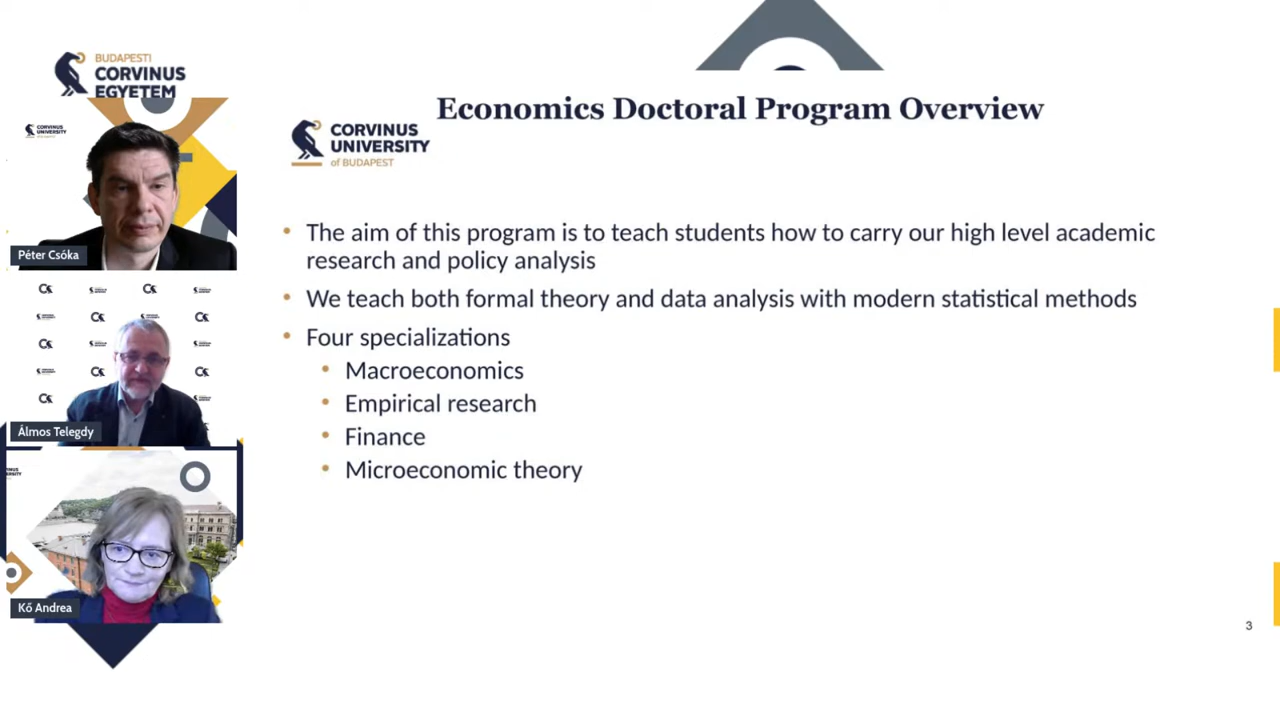 BUDAPESTI
CORVINUS
EGYETEM
CORVINUS
UNIVERSITY
Péter Csóka
Álmos Telegdy
Kő Andrea
Economics Doctoral Program Overview
CORVINUS
UNIVERSITY
of BUDAPEST
The aim of this program is to teach students how to carry our high level academic
research and policy analysis
We teach both formal theory and data analysis with modern statistical methods
Four specializations
Macroeconomics
Empirical research
Finance
Microeconomic theory
3